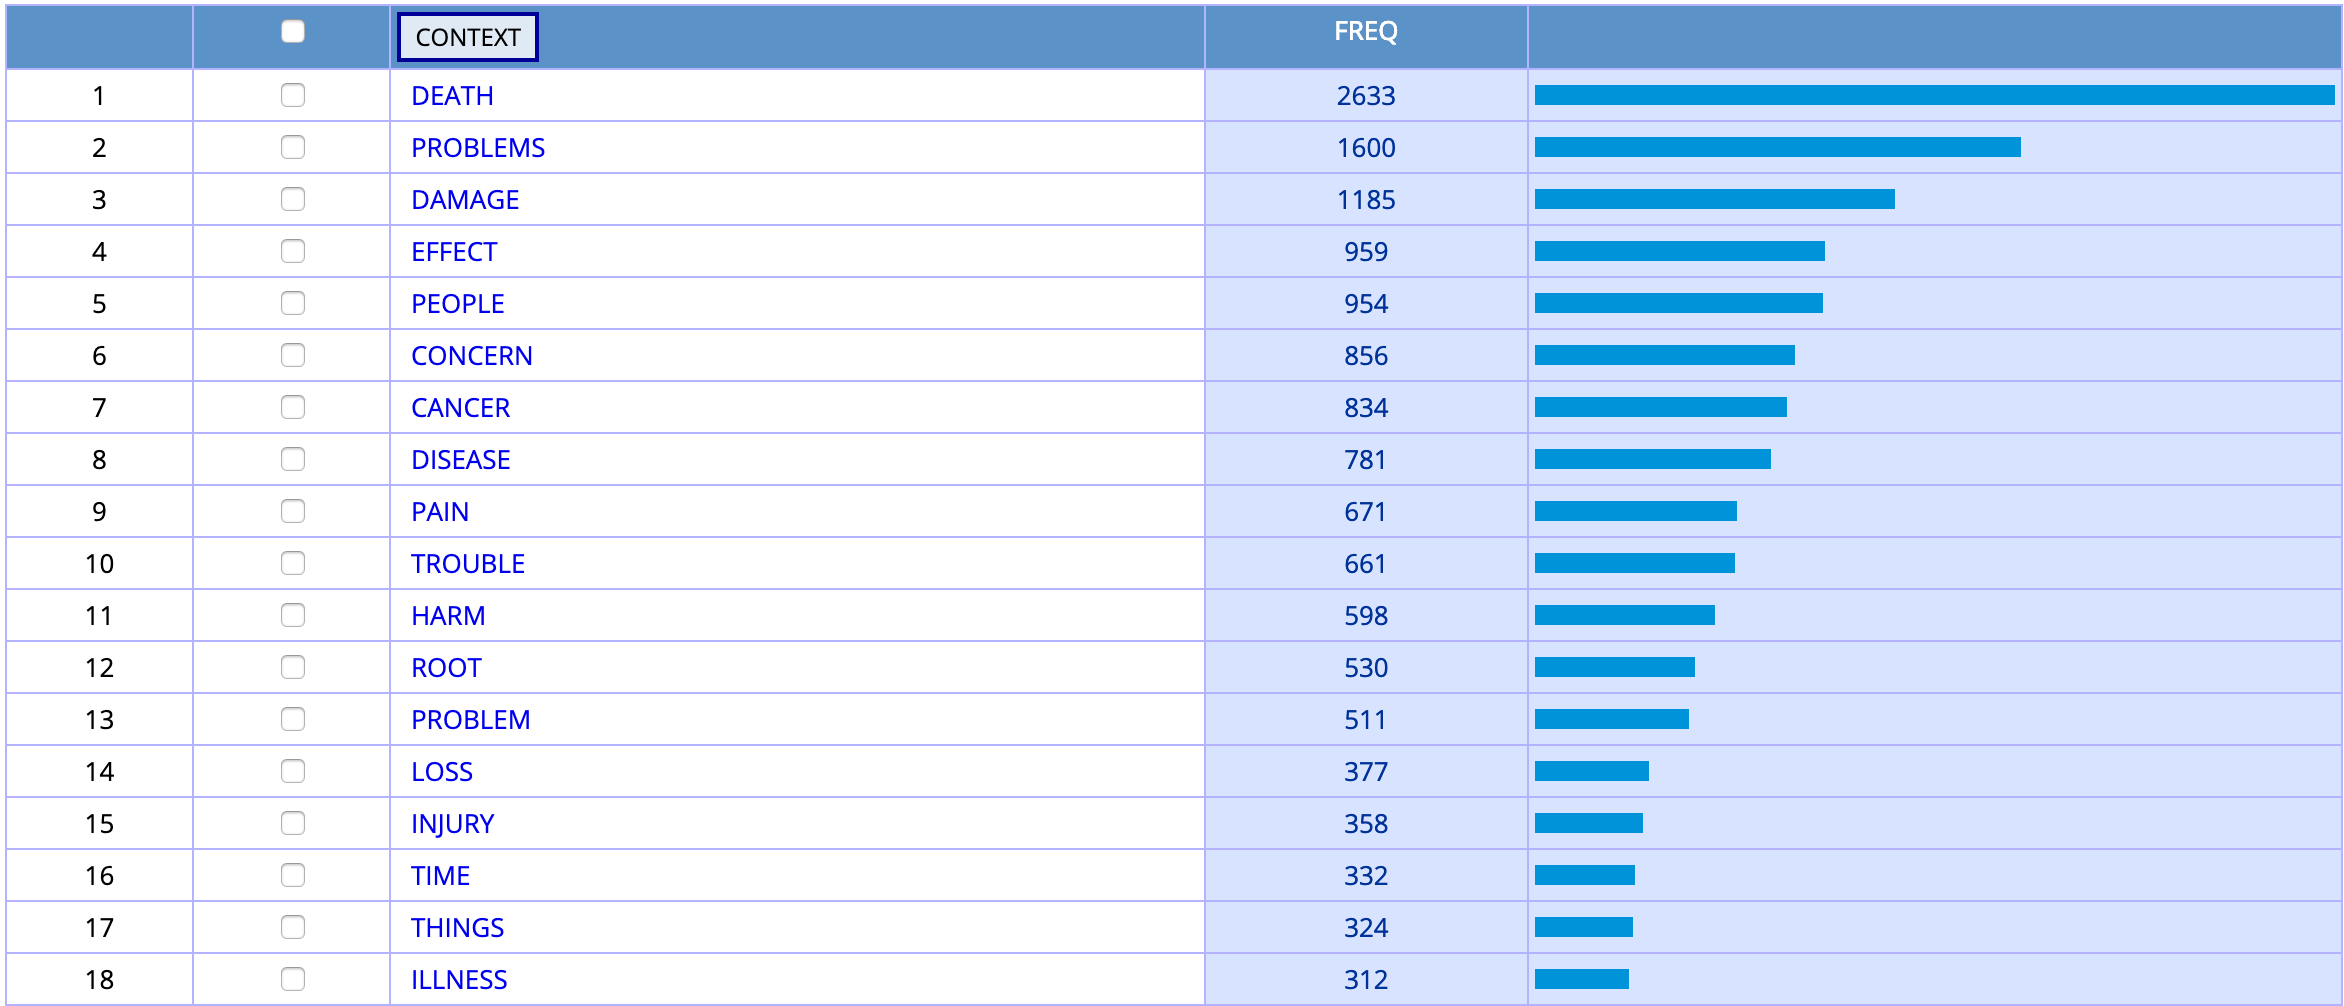 CONTEXT FREQ
1 DEATH 2633
2 PROBLEMS 1600
3 DAMAGE 1185
4 EFFECT 959
5 PEOPLE 954
6 CONCERN 856
7 CANCER 834
8 DISEASE 781
9 PAIN 671
10 TROUBLE 661
11 HARM 598
12 ROOT 530
13 PROBLEM 511
14 LOSS 377
15 INJURY 358
16 TIME 332
17 THINGS 324
18 ILLNESS 312